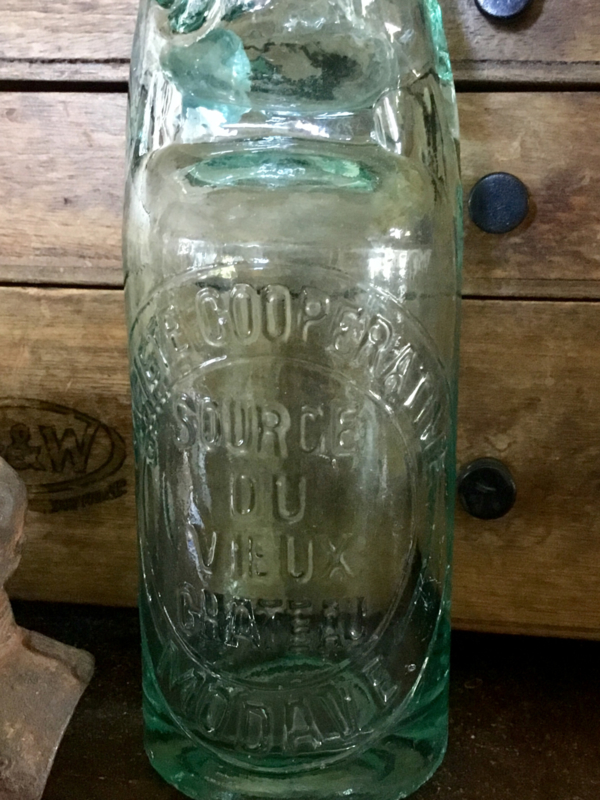 COOPERATIVE
SOURCE
DU
VIEUX
CHATEAU
MODAVE
&W